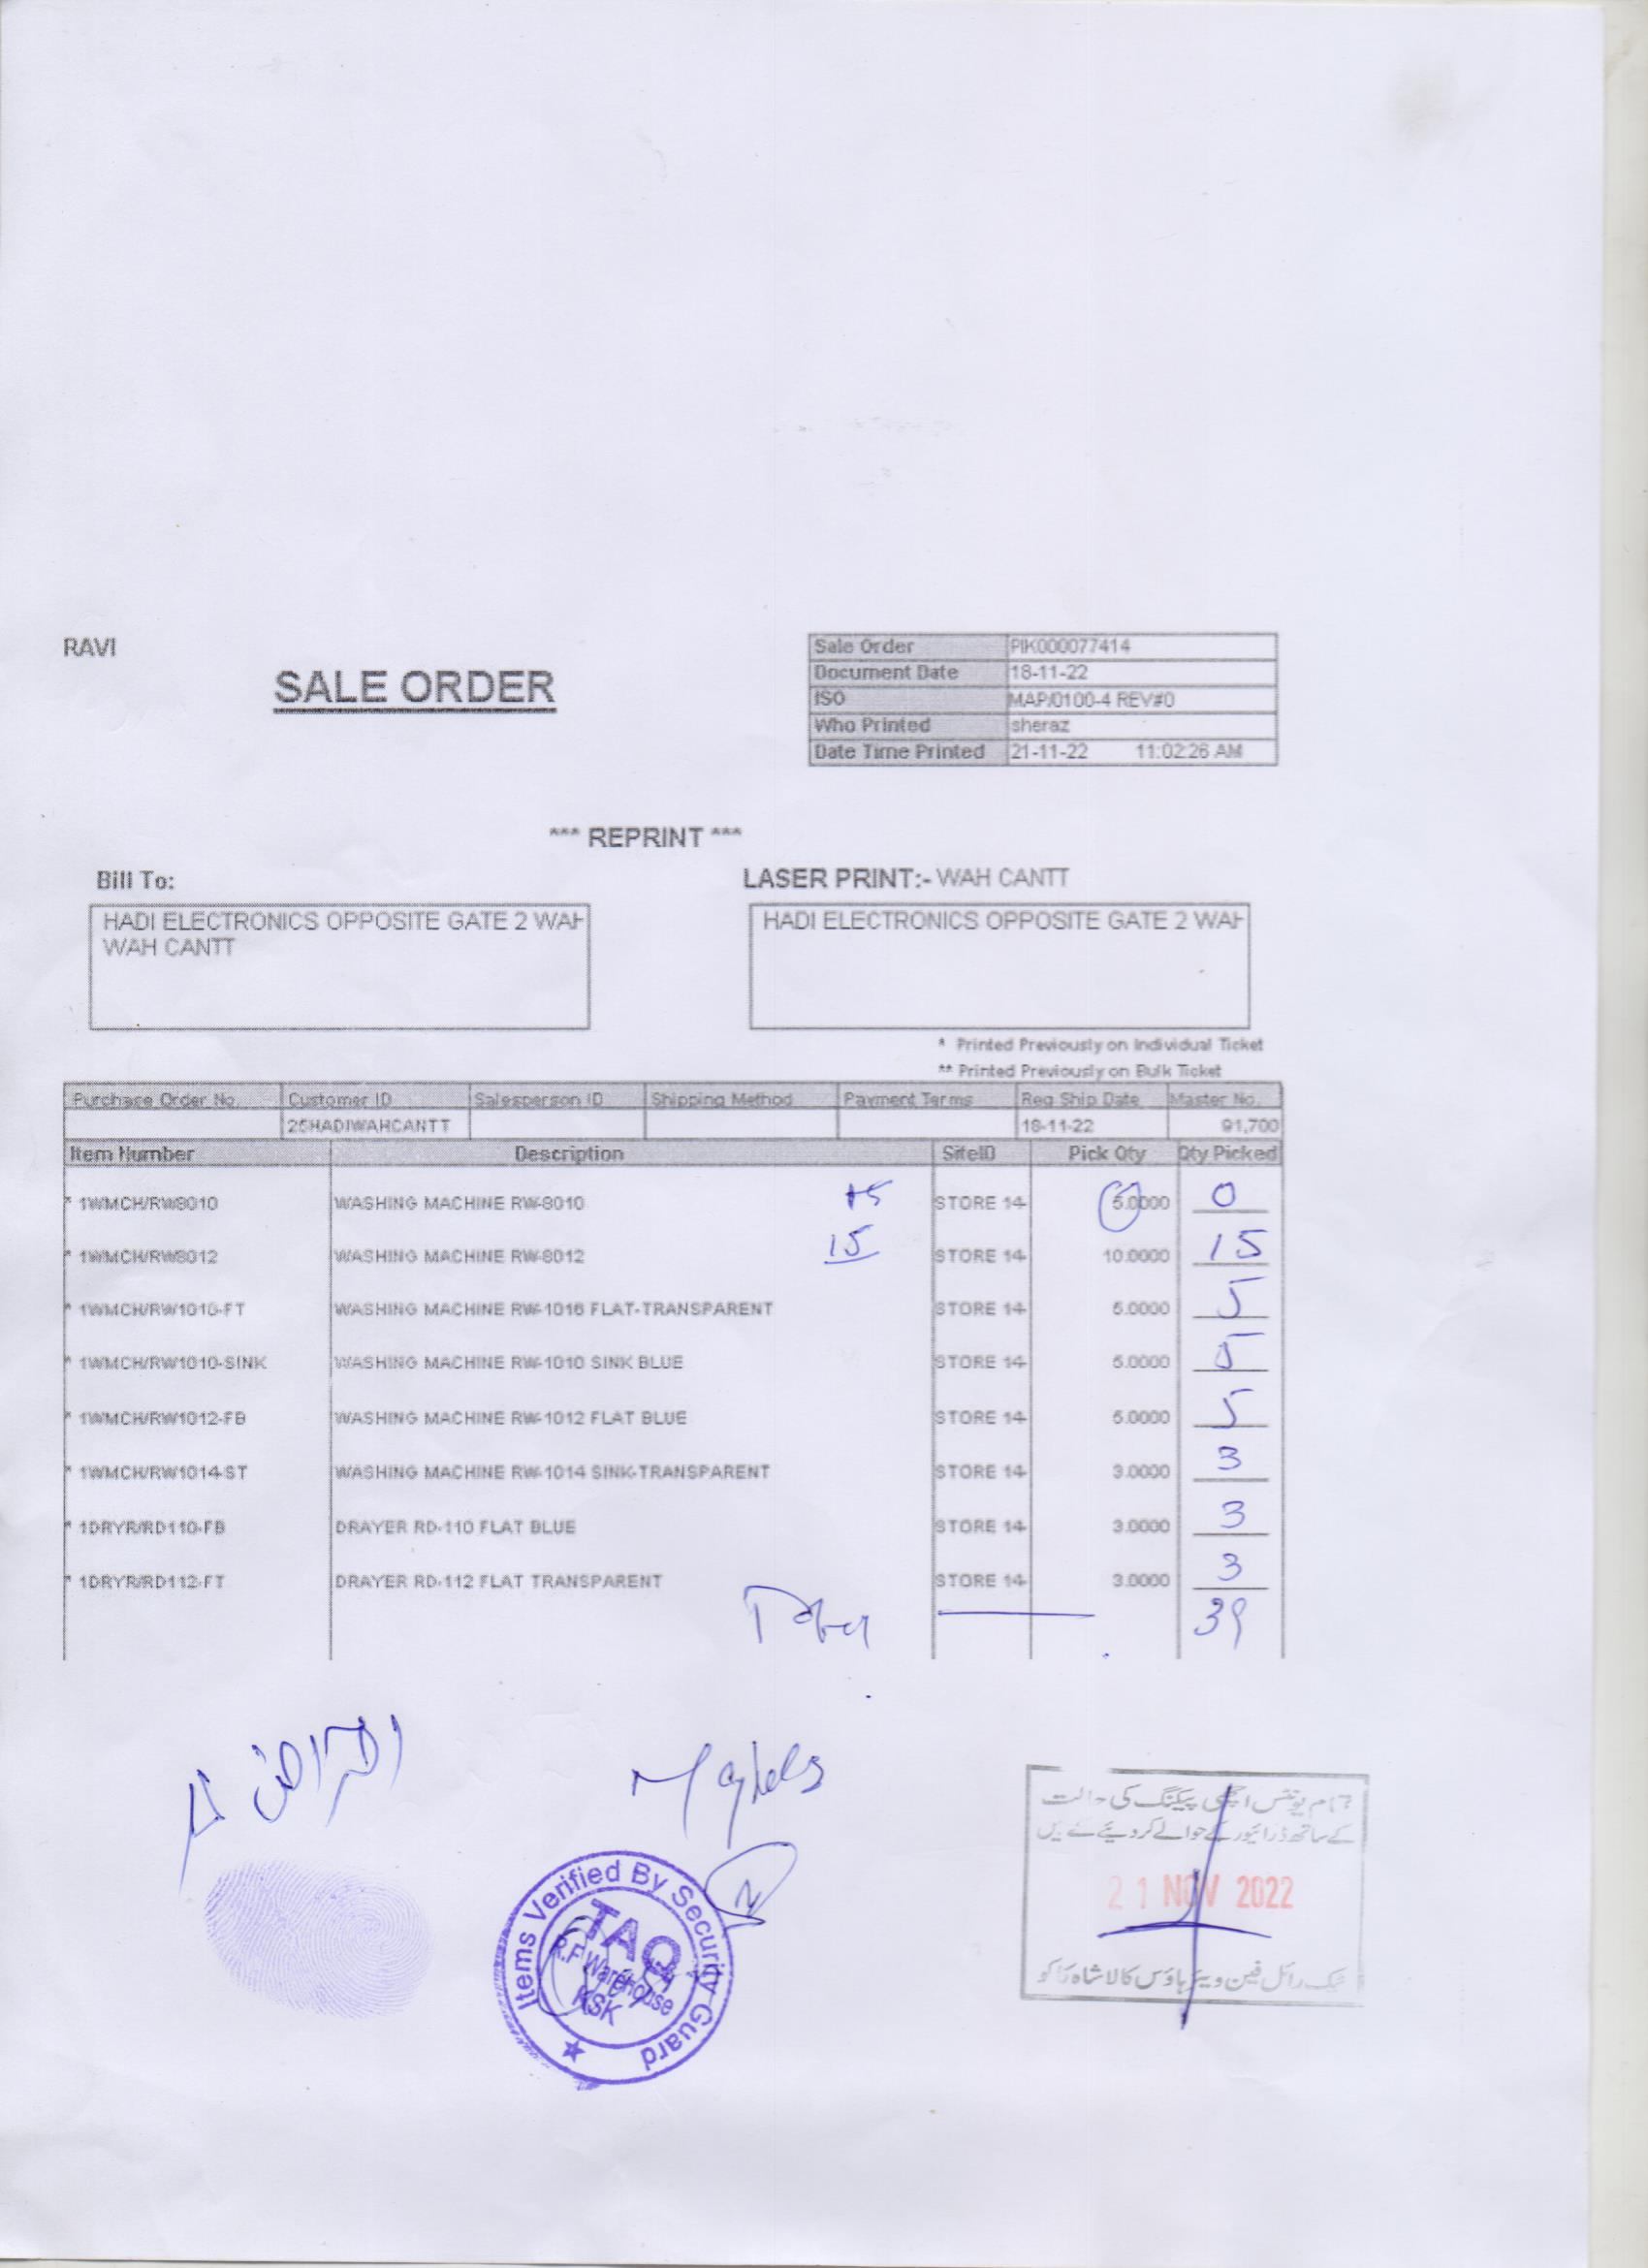 RAVI
SALE ORDER
Sale Order PIK000077414
Document Date 18-11-22
ISO MAP/0100-4 REV#0
Who Printed sheraz
Date Time Printed 21-11-22 11:02:26 AM
*** REPRINT ***
Bill To:
LASER PRINT:- WAH CANTT
HADI ELECTRONICS OPPOSITE GATE 2 WAH
WAH CANTT
HADI ELECTRONICS OPPOSITE GATE 2 WAH
* Printed Previously on Individual Ticket
** Printed Previously on Bulk Ticket
Purchase Order No. Customer ID Salesperson ID Shipping Method Payment Terms Req Ship Date Master No.
25HADIWAHCANTT 18-11-22 91,700
Item Number Description SiteID Pick Qty Qty Picked
* 1WMCH/RW8010 WASHING MACHINE RW-8010 +5 STORE 14 5.0000 0
* 1WMCH/RW8012 WASHING MACHINE RW-8012 15 STORE 14 10.0000 15
* 1WMCH/RW1010-FT WASHING MACHINE RW-1010 FLAT-TRANSPARENT STORE 14 5.0000 5
* 1WMCH/RW1010-SINK WASHING MACHINE RW-1010 SINK BLUE STORE 14 5.0000 5
* 1WMCH/RW1012-FB WASHING MACHINE RW-1012 FLAT BLUE STORE 14 5.0000 5
* 1WMCH/RW1014-ST WASHING MACHINE RW-1014 SINK-TRANSPARENT STORE 14 3.0000 3
* 1DRYR/RD110-FB DRAYER RD-110 FLAT BLUE STORE 14 3.0000 3
* 1DRYR/RD112-FT DRAYER RD-112 FLAT TRANSPARENT STORE 14 3.0000 3
39
تمام یونٹس اچھی پیکنگ کی حالت
کے ساتھ ڈرائیور کے حوالے کر دیئے گئے ہیں
21 NOV 2022
ٹیک رائل فین ویئر ہاؤس کالا شاہ کاکو
Items Verified By Security Guard
TAQ
R.F Warehouse
KSK